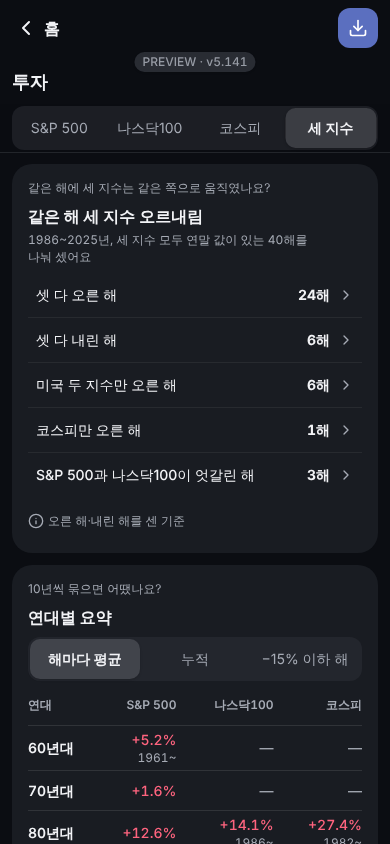 홈
PREVIEW · v5.141
투자
S&P 500 나스닥100 코스피 세 지수
같은 해에 세 지수는 같은 쪽으로 움직였나요?
같은 해 세 지수 오르내림
1986~2025년, 세 지수 모두 연말 값이 있는 40해를
나눠 셌어요
셋 다 오른 해 24해
셋 다 내린 해 6해
미국 두 지수만 오른 해 6해
코스피만 오른 해 1해
S&P 500과 나스닥100이 엇갈린 해 3해
오른 해·내린 해를 센 기준
10년씩 묶으면 어땠나요?
연대별 요약
해마다 평균 누적 −15% 이하 해
연대 S&P 500 나스닥100 코스피
60년대 +5.2% — —
1961~
70년대 +1.6% — —
80년대 +12.6% +14.1% +27.4%
1986~ 1982~